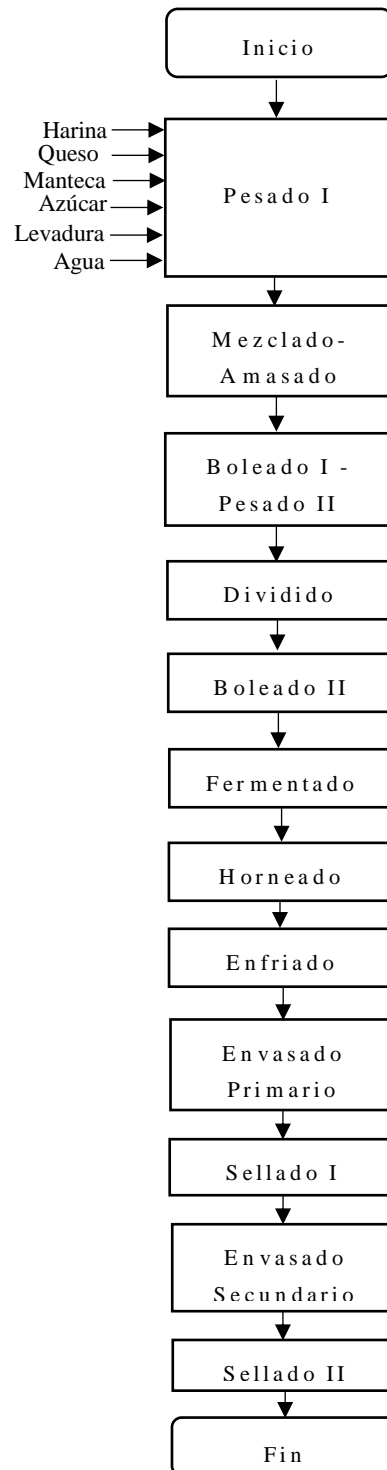 Inicio
Harina
Queso
Manteca
Azúcar
Levadura
Agua
Pesado I
Mezclado-
Amasado
Boleado I -
Pesado II
Dividido
Boleado II
Fermentado
Horneado
Enfriado
Envasado
Primario
Sellado I
Envasado
Secundario
Sellado II
Fin